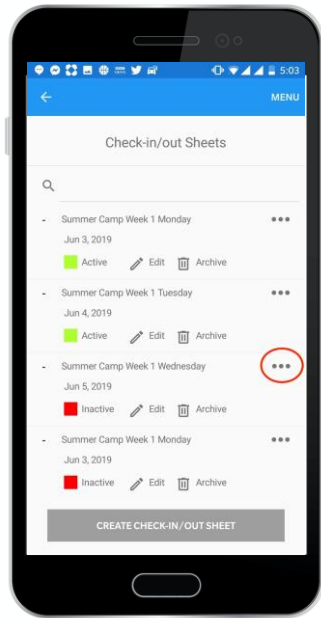 5:03
MENU
Check-in/out Sheets
- Summer Camp Week 1 Monday
Jun 3, 2019
Active Edit Archive
- Summer Camp Week 1 Tuesday
Jun 4, 2019
Active Edit Archive
- Summer Camp Week 1 Wednesday
Jun 5, 2019
Inactive Edit Archive
- Summer Camp Week 1 Monday
Jun 3, 2019
Inactive Edit Archive
CREATE CHECK-IN/OUT SHEET